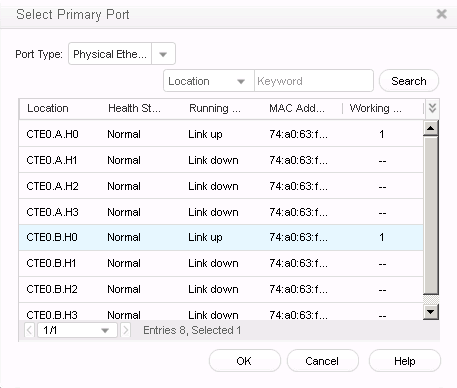 Select Primary Port
Port Type: Physical Ethe...
Location Keyword Search
Location Health St... Running ... MAC Add... Working ...
CTE0.A.H0 Normal Link up 74:a0:63:f... 1
CTE0.A.H1 Normal Link down 74:a0:63:f... --
CTE0.A.H2 Normal Link down 74:a0:63:f... --
CTE0.A.H3 Normal Link down 74:a0:63:f... --
CTE0.B.H0 Normal Link up 74:a0:63:f... 1
CTE0.B.H1 Normal Link down 74:a0:63:f... --
CTE0.B.H2 Normal Link down 74:a0:63:f... --
CTE0.B.H3 Normal Link down 74:a0:63:f... --
1/1 Entries 8, Selected 1
OK Cancel Help